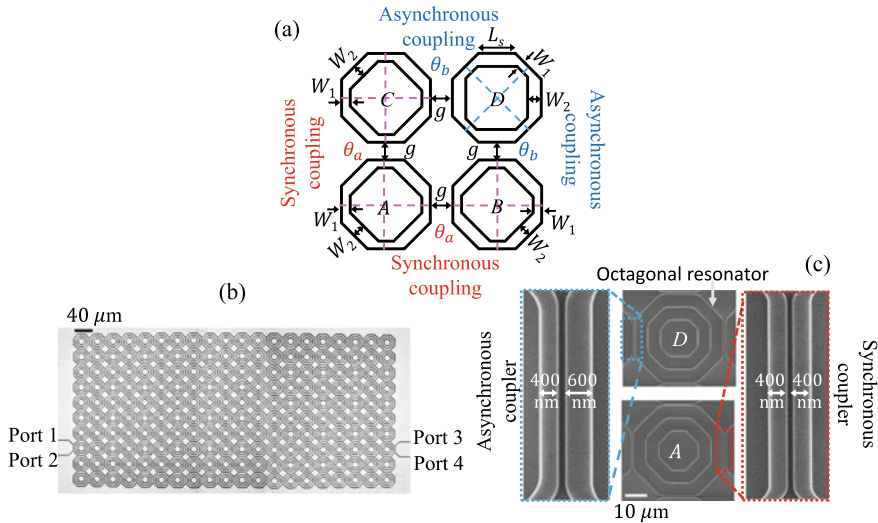 (a)
Asynchronous
coupling
L_s
W_2
θ_b
W_1
W_1
C
D
W_2
g
Asynchronous
coupling
Synchronous
coupling
θ_a
g
g
θ_b
g
A
B
W_1
W_1
W_2
θ_a
W_2
Synchronous
coupling
(b)
40 μm
Port 1
Port 2
Port 3
Port 4
(c)
Octagonal resonator
Asynchronous
coupler
400
nm
600
nm
D
A
10 μm
400
nm
400
nm
Synchronous
coupler